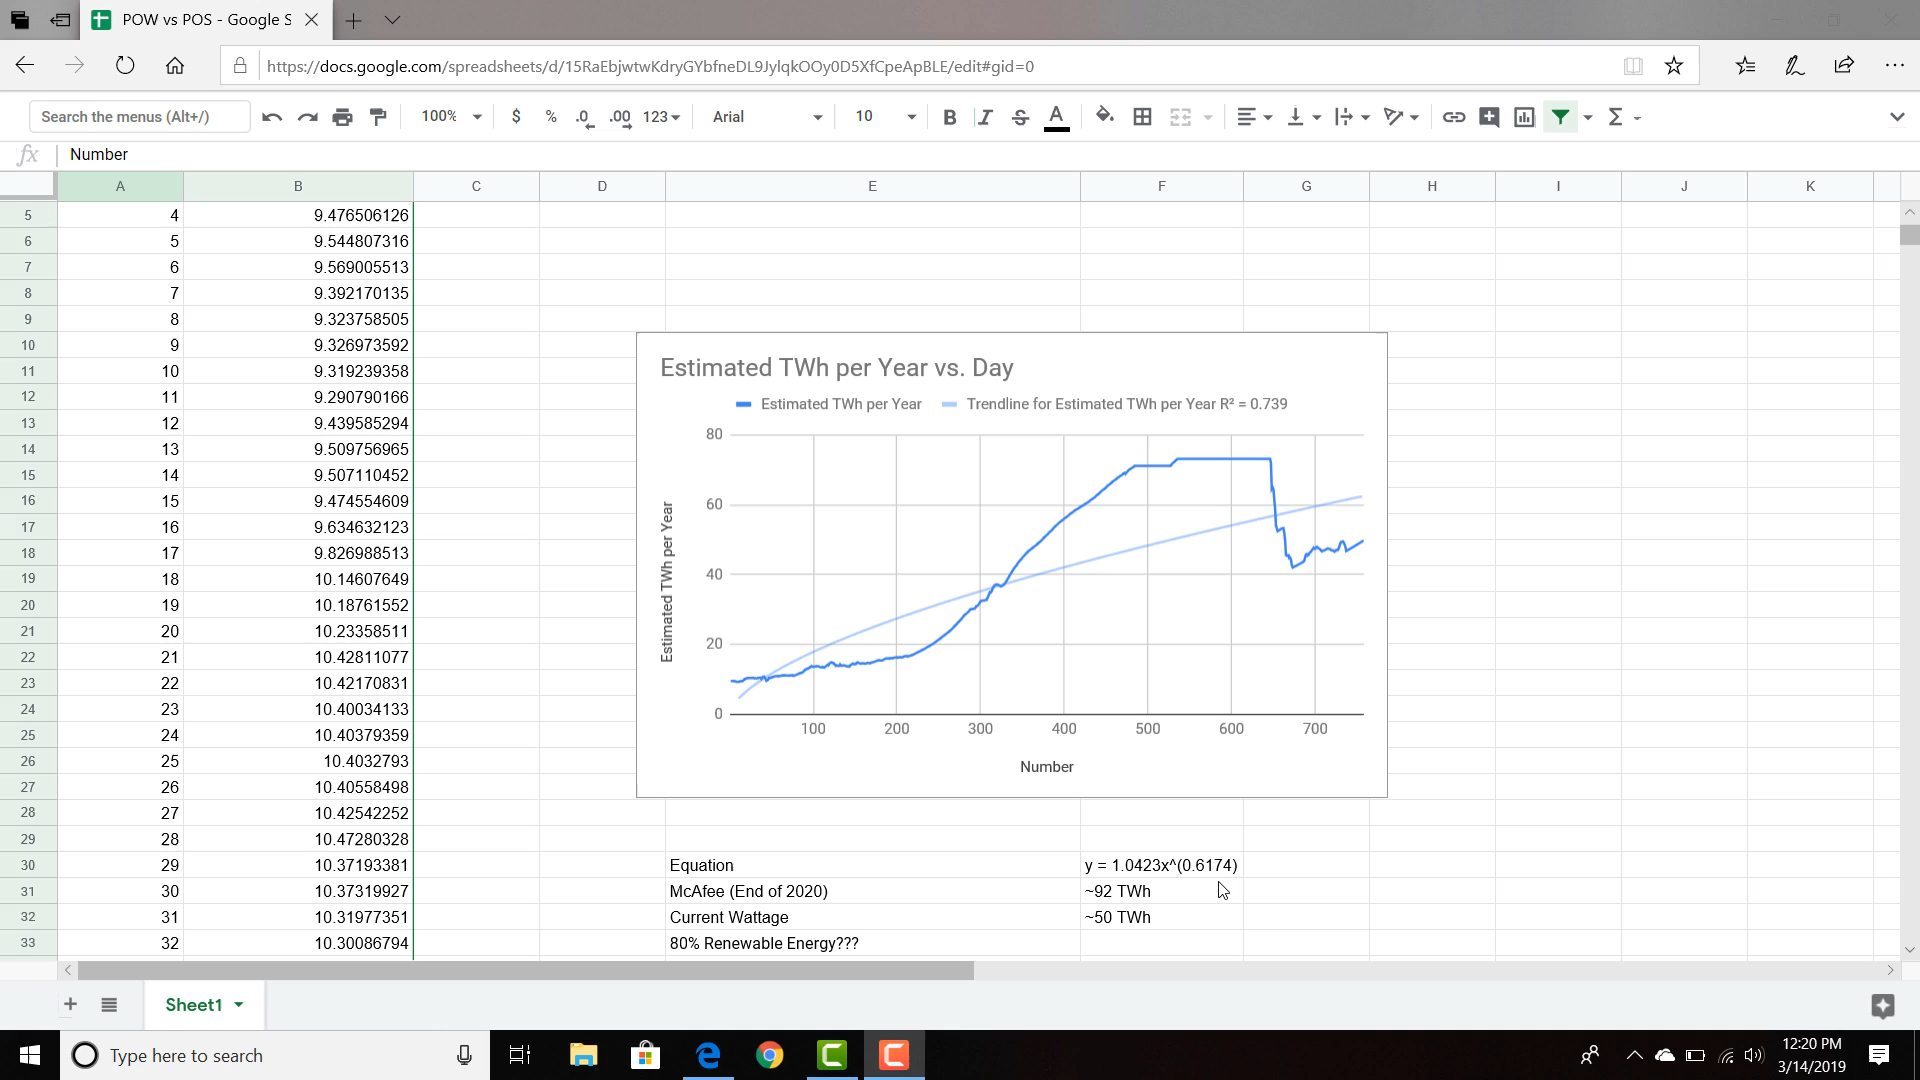 POW vs POS - Google S
https://docs.google.com/spreadsheets/d/15RaEbjwtwKdryGYbfneDL9JylqkOOy0D5XfCpeApBLE/edit#gid=0
Search the menus (Alt+/) 100% $ % .0 .00 123 Arial 10 B I S A Σ
fx Number
A B C D E F G H I J K
5 4 9.476506126
6 5 9.544807316
7 6 9.569005513
8 7 9.392170135
9 8 9.323758505
10 9 9.326973592
11 10 9.319239358
12 11 9.290790166
13 12 9.439585294
14 13 9.509756965
15 14 9.507110452
16 15 9.474554609
17 16 9.634632123
18 17 9.826988513
19 18 10.14607649
20 19 10.18761552
21 20 10.23358511
22 21 10.42811077
23 22 10.42170831
24 23 10.40034133
25 24 10.40379359
26 25 10.4032793
27 26 10.40558498
28 27 10.42542252
29 28 10.47280328
30 29 10.37193381
31 30 10.37319927
32 31 10.31977351
33 32 10.30086794
Estimated TWh per Year vs. Day
Estimated TWh per Year Trendline for Estimated TWh per Year R² = 0.739
Estimated TWh per Year
80
60
40
20
0
100 200 300 400 500 600 700
Number
Equation y = 1.0423x^(0.6174)
McAfee (End of 2020) ~92 TWh
Current Wattage ~50 TWh
80% Renewable Energy???
Sheet1
Type here to search
12:20 PM
3/14/2019